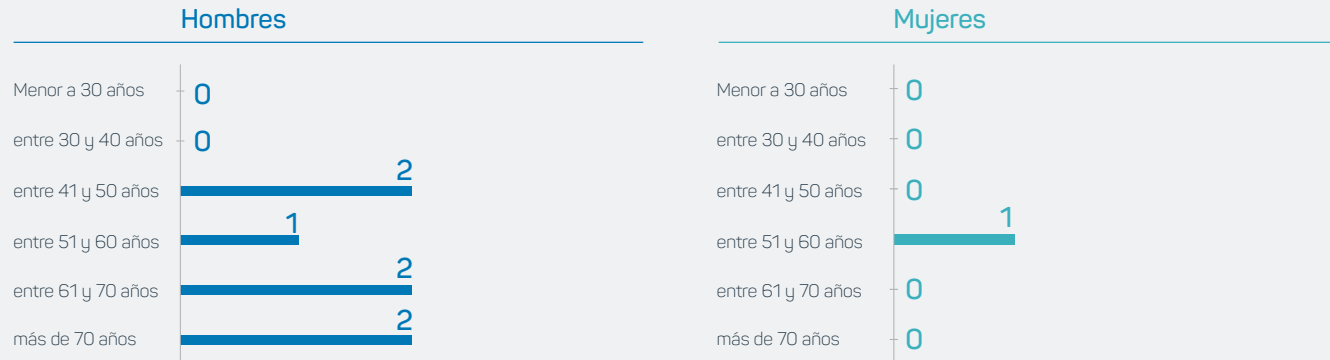 Hombres
Menor a 30 años 0
entre 30 y 40 años 0
entre 41 y 50 años 2
entre 51 y 60 años 1
entre 61 y 70 años 2
más de 70 años 2
Mujeres
Menor a 30 años 0
entre 30 y 40 años 0
entre 41 y 50 años 0
entre 51 y 60 años 1
entre 61 y 70 años 0
más de 70 años 0